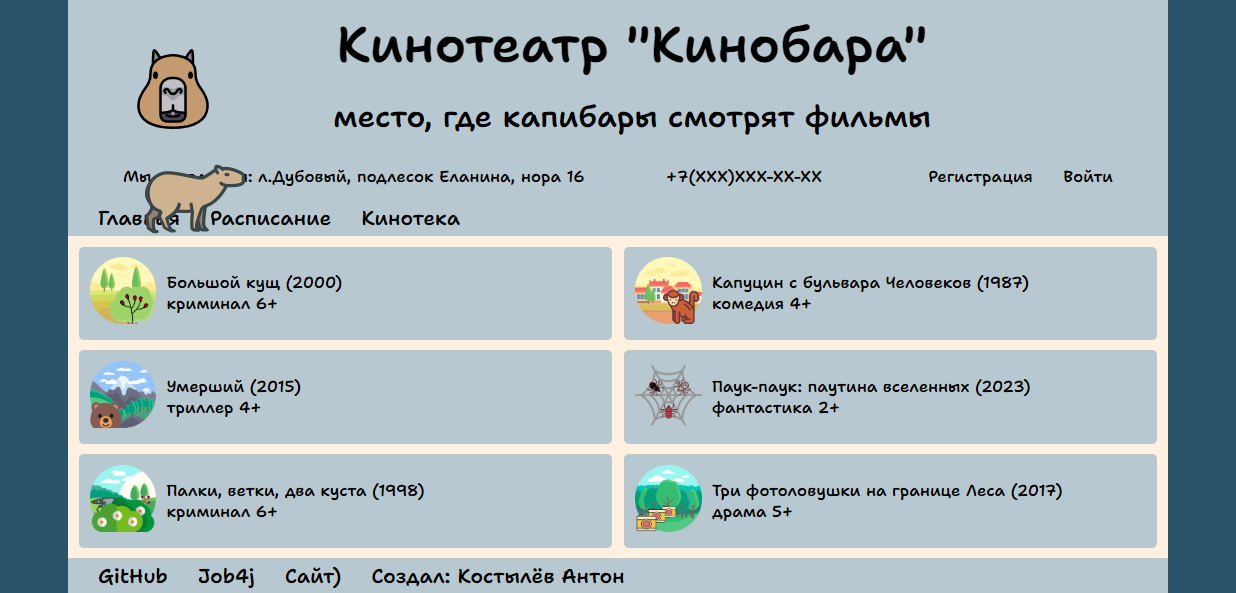 Кинотеатр "Кинобара"
место, где капибары смотрят фильмы
л.Дубовый, подлесок Еланина, нора 16 +7(XXX)XXX-XX-XX Регистрация Войти
Расписание Кинотека
Большой кущ (2000)
криминал 6+
Капуцин с бульвара Человеков (1987)
комедия 4+
Умерший (2015)
триллер 4+
Паук-паук: паутина вселенных (2023)
фантастика 2+
Палки, ветки, два куста (1998)
криминал 6+
Три фотоловушки на границе Леса (2017)
драма 5+
GitHub Job4j Сайт) Создал: Костылёв Антон